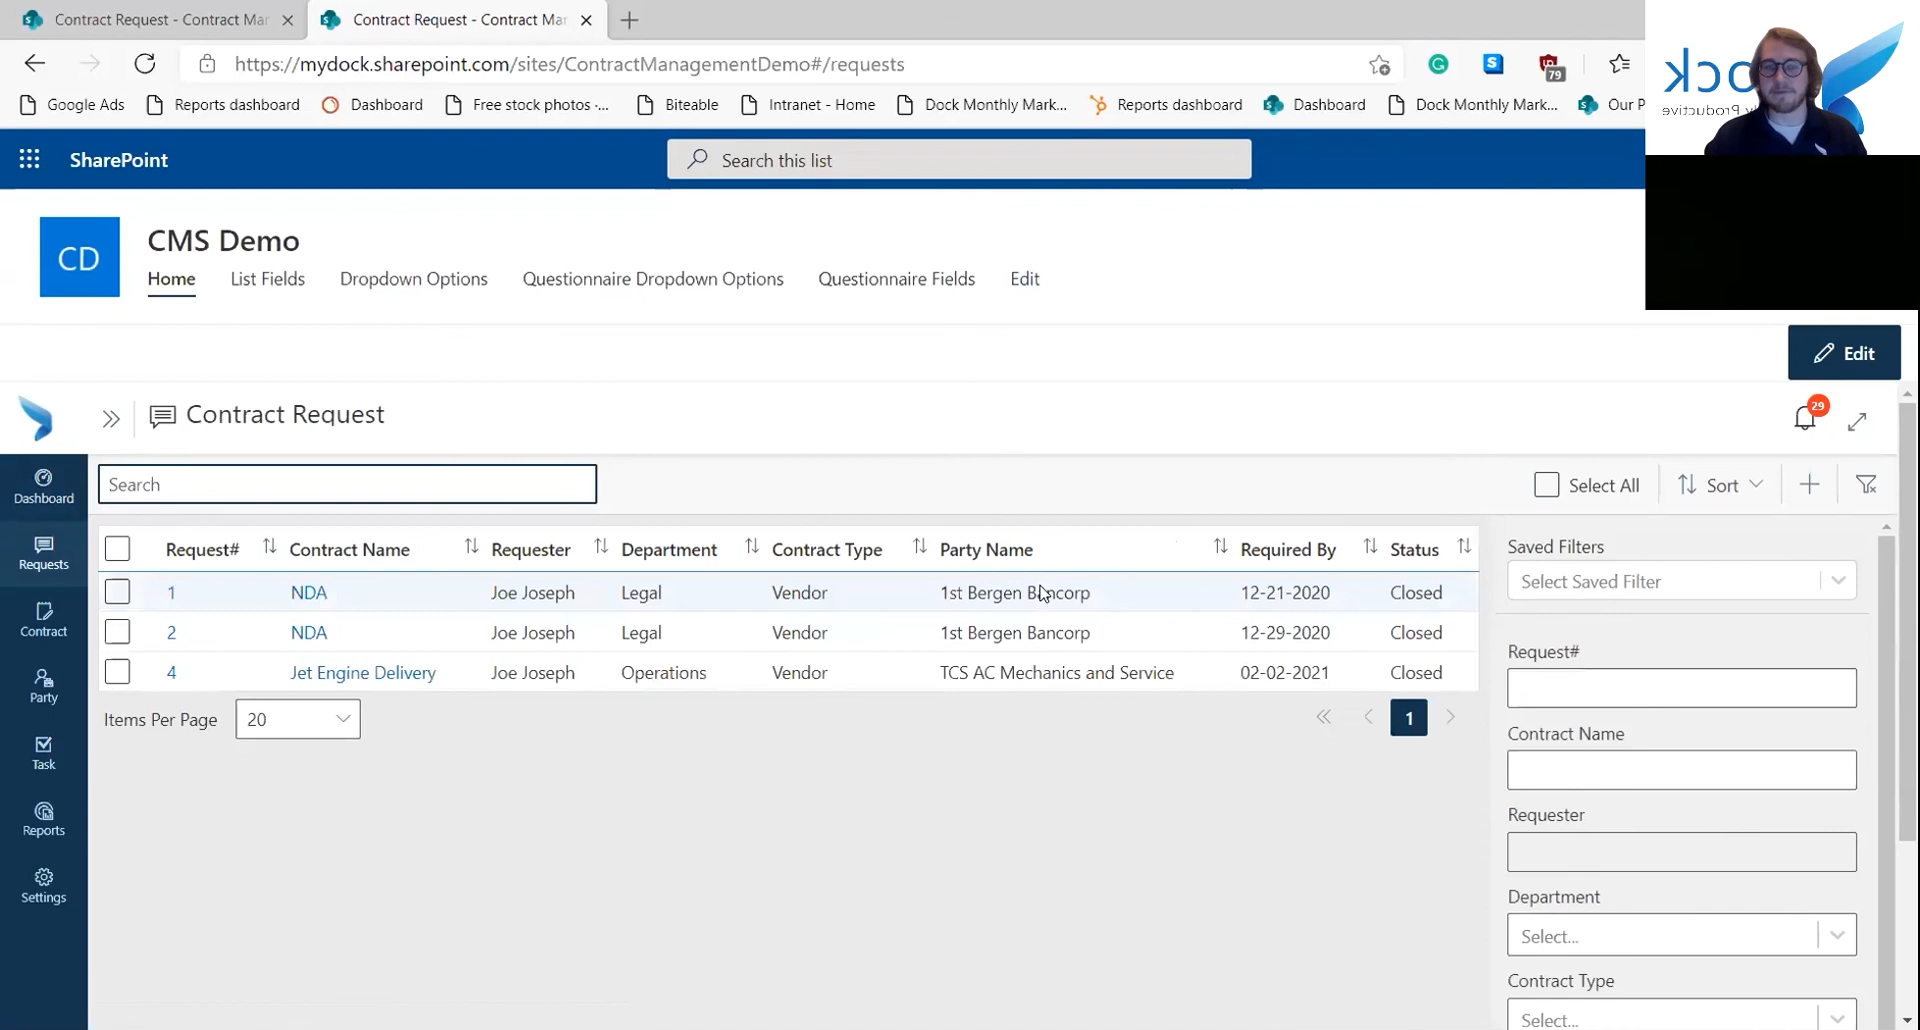 Contract Request - Contract Mar
Contract Request - Contract Mar
https://mydock.sharepoint.com/sites/ContractManagementDemo#/requests
79
Google Ads
Reports dashboard
Dashboard
Free stock photos -...
Biteable
Intranet - Home
Dock Monthly Mark...
Reports dashboard
Dashboard
Dock Monthly Mark...
Our P
SharePoint
Search this list
CD
CMS Demo
Home
List Fields
Dropdown Options
Questionnaire Dropdown Options
Questionnaire Fields
Edit
Edit
Contract Request
29
Dashboard
Requests
Contract
Party
Task
Reports
Settings
Search
Select All
Sort
Request# Contract Name Requester Department Contract Type Party Name Required By Status
1 NDA Joe Joseph Legal Vendor 1st Bergen Bancorp 12-21-2020 Closed
2 NDA Joe Joseph Legal Vendor 1st Bergen Bancorp 12-29-2020 Closed
4 Jet Engine Delivery Joe Joseph Operations Vendor TCS AC Mechanics and Service 02-02-2021 Closed
Items Per Page
20
1
Saved Filters
Select Saved Filter
Request#
Contract Name
Requester
Department
Select...
Contract Type
Select...